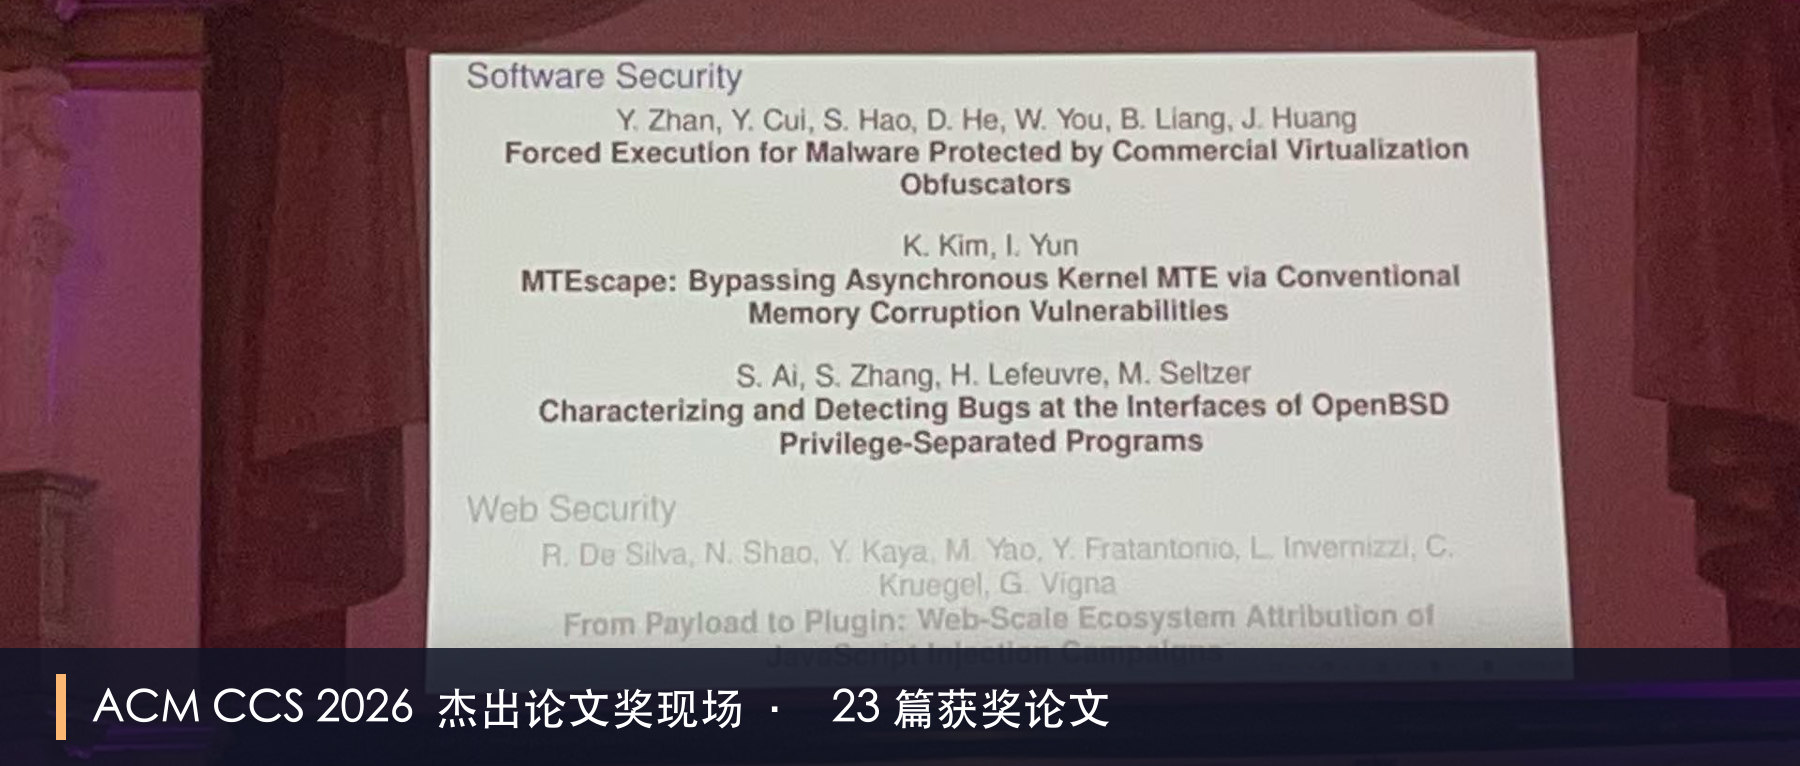 Software Security
Y. Zhan, Y. Cui, S. Hao, D. He, W. You, B. Liang, J. Huang
Forced Execution for Malware Protected by Commercial Virtualization
Obfuscators
K. Kim, I. Yun
MTEscape: Bypassing Asynchronous Kernel MTE via Conventional
Memory Corruption Vulnerabilities
S. Ai, S. Zhang, H. Lefeuvre, M. Seltzer
Characterizing and Detecting Bugs at the Interfaces of OpenBSD
Privilege-Separated Programs
Web Security
R. De Silva, N. Shao, Y. Kaya, M. Yao, Y. Fratantonio, L. Invernizzi, C.
Kruegel, G. Vigna
From Payload to Plugin: Web-Scale Ecosystem Attribution of
JavaScript Injection Campaigns
ACM CCS 2026 杰出论文奖现场 · 23 篇获奖论文